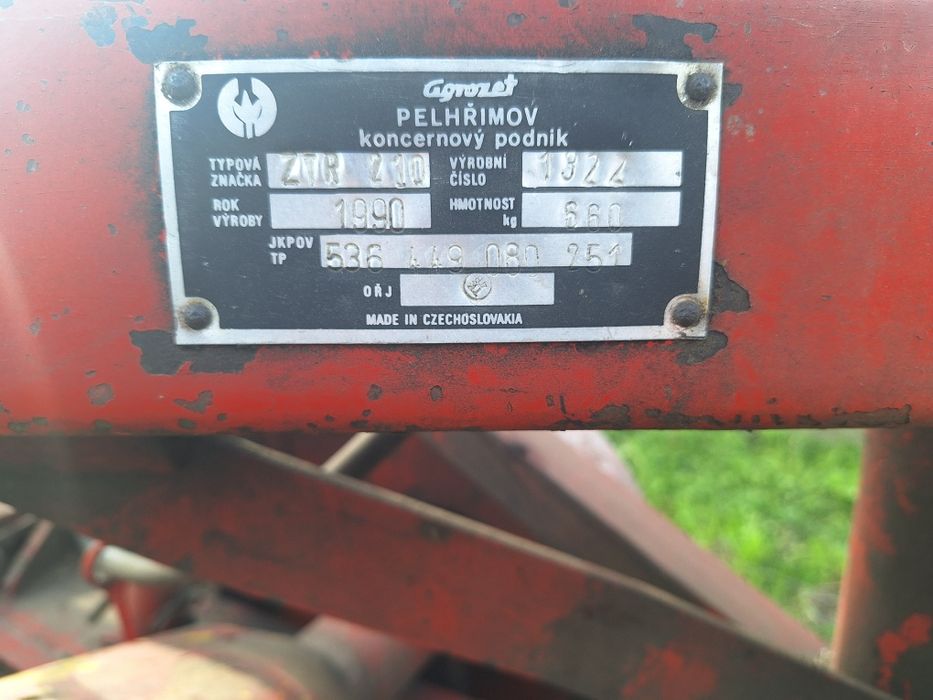 agrozet
PELHŘIMOV
koncernový podnik
TYPOVÁ ZNAČKA ZTR 210 VÝROBNÍ ČÍSLO 1322
ROK VÝROBY 1990 HMOTNOST kg 660
JKPOV TP 536 449 080 251
OŘJ
MADE IN CZECHOSLOVAKIA